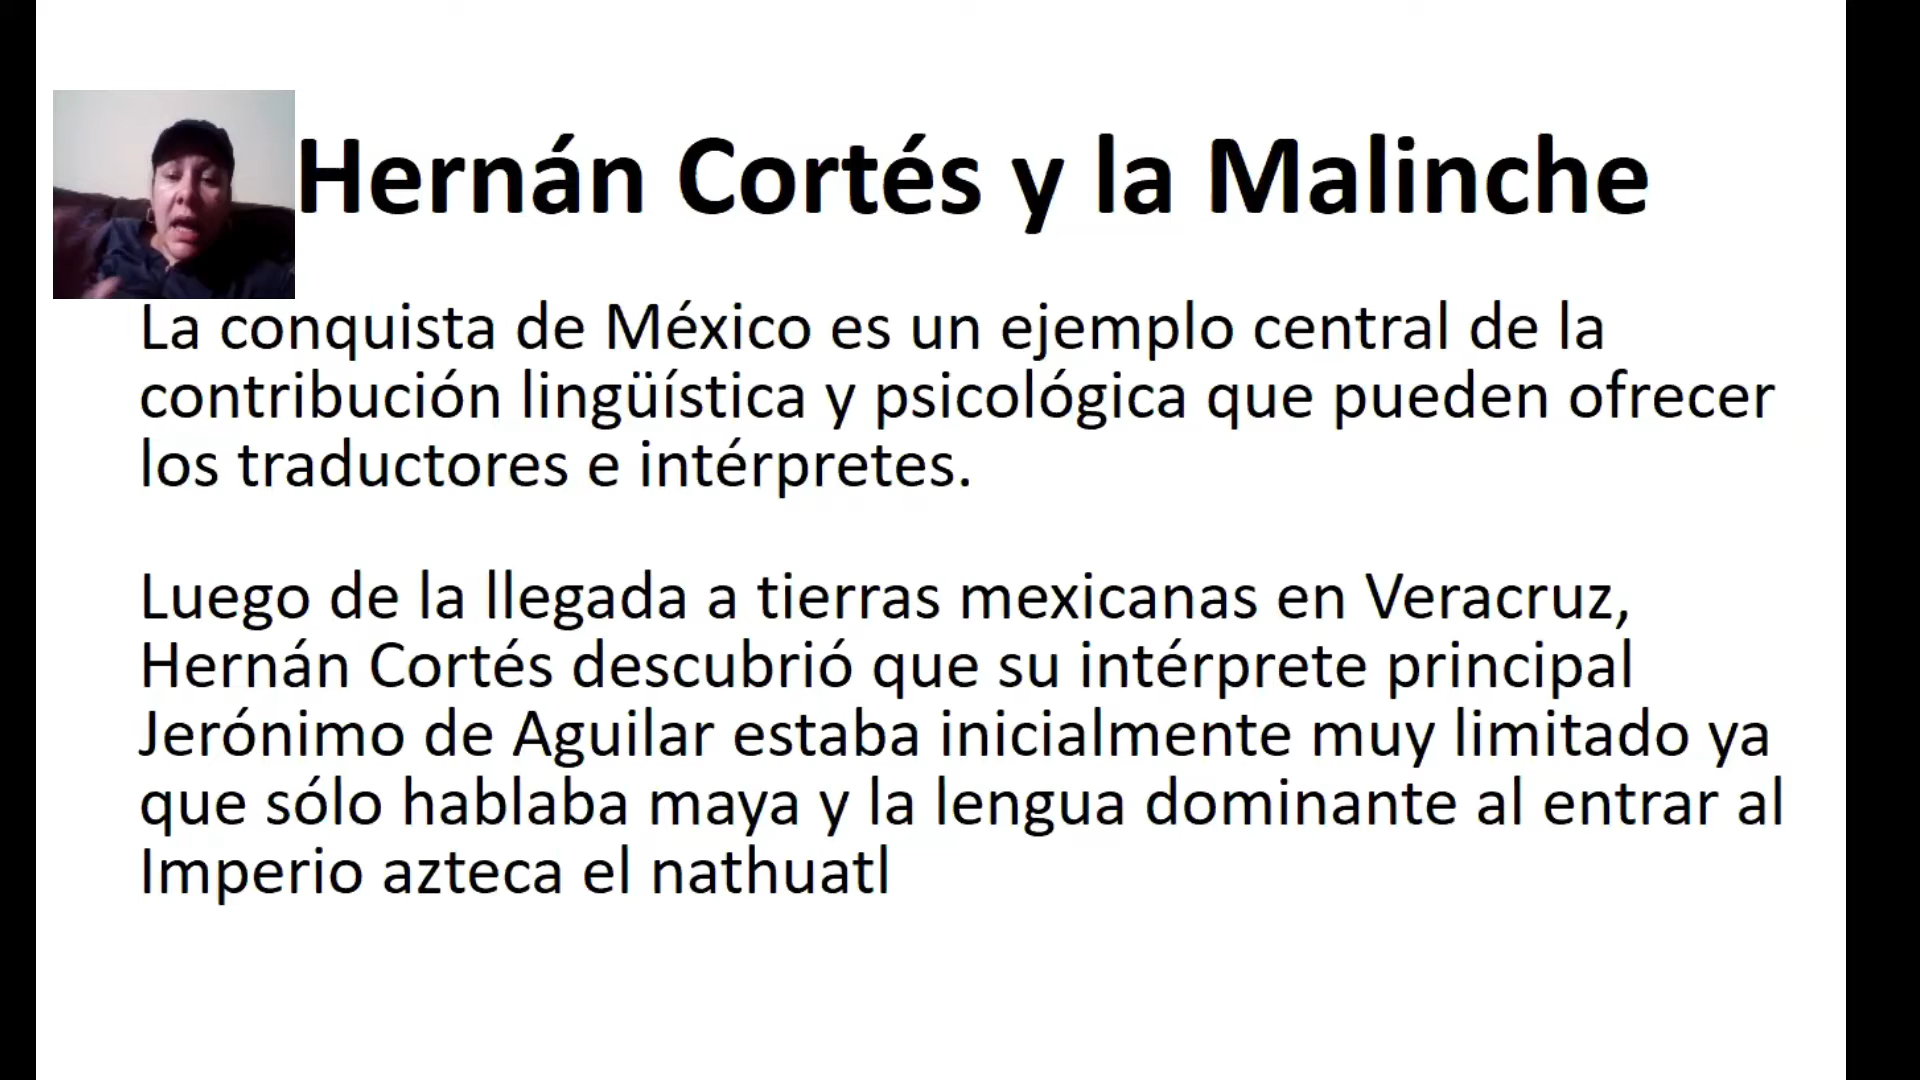 Hernán Cortés y la Malinche
La conquista de México es un ejemplo central de la
contribución lingüística y psicológica que pueden ofrecer
los traductores e intérpretes.
Luego de la llegada a tierras mexicanas en Veracruz,
Hernán Cortés descubrió que su intérprete principal
Jerónimo de Aguilar estaba inicialmente muy limitado ya
que sólo hablaba maya y la lengua dominante al entrar al
Imperio azteca el nathuatl